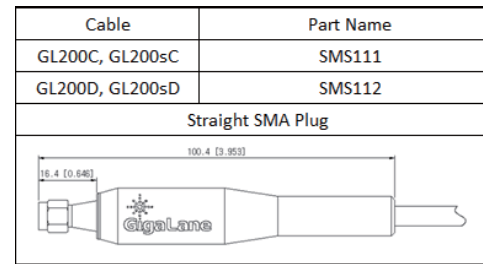 Cable Part Name
GL200C, GL200sC SMS111
GL200D, GL200sD SMS112
Straight SMA Plug
100.4 [3.953]
16.4 [0.646]
GigaLane